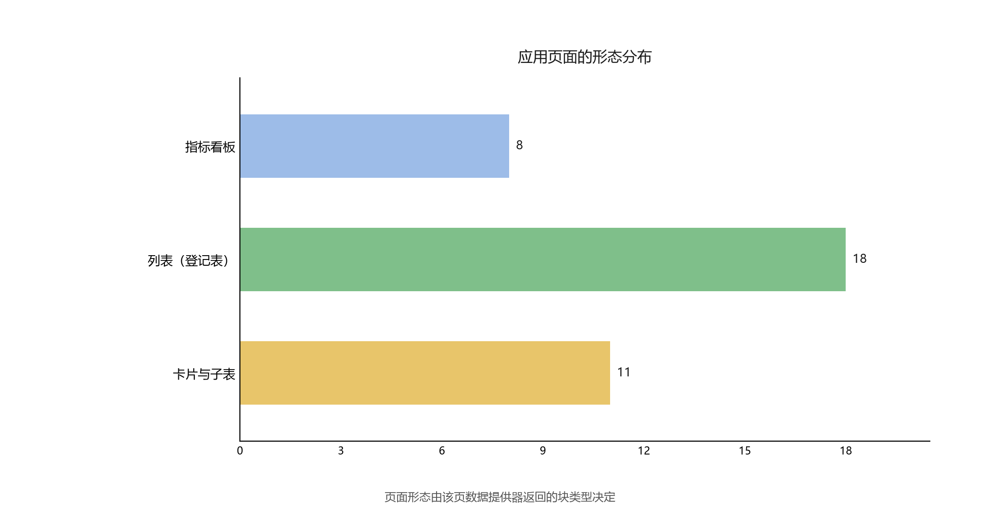 应用页面的形态分布
指标看板
8
列表（登记表）
18
卡片与子表
11
0 3 6 9 12 15 18
页面形态由该页数据提供器返回的块类型决定